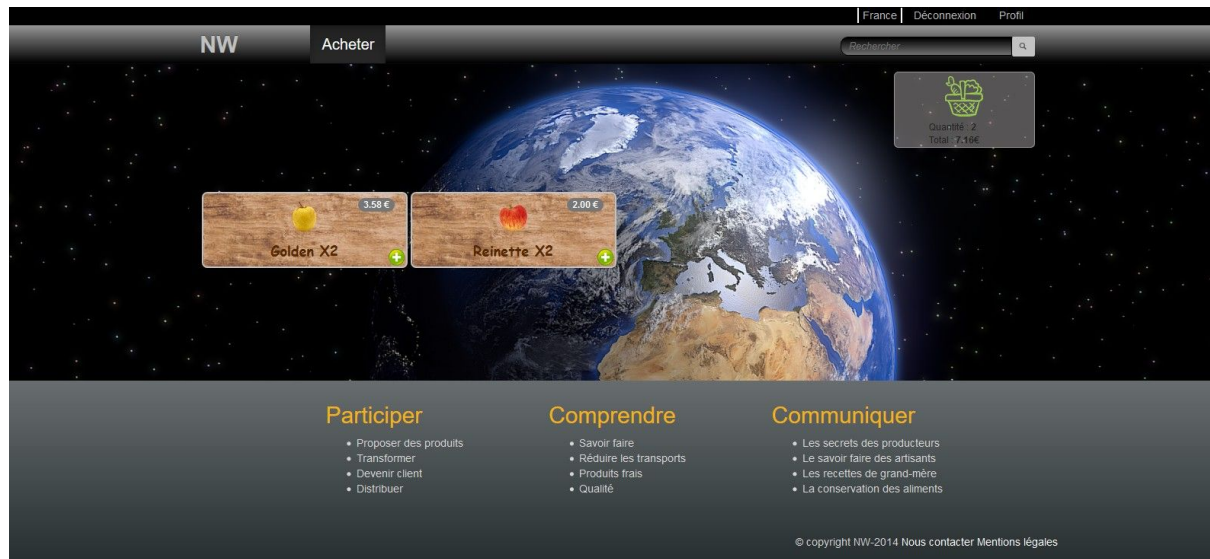 France Déconnexion Profil
NW Acheter Rechercher
Quantité : 2
Total : 7.16€
3.58 € 2.00 €
Golden X2 Reinette X2
Participer Comprendre Communiquer
• Proposer des produits • Savoir faire • Les secrets des producteurs
• Transformer • Réduire les transports • Le savoir faire des artisants
• Devenir client • Produits frais • Les recettes de grand-mère
• Distribuer • Qualité • La conservation des aliments
© copyright NW-2014 Nous contacter Mentions légales